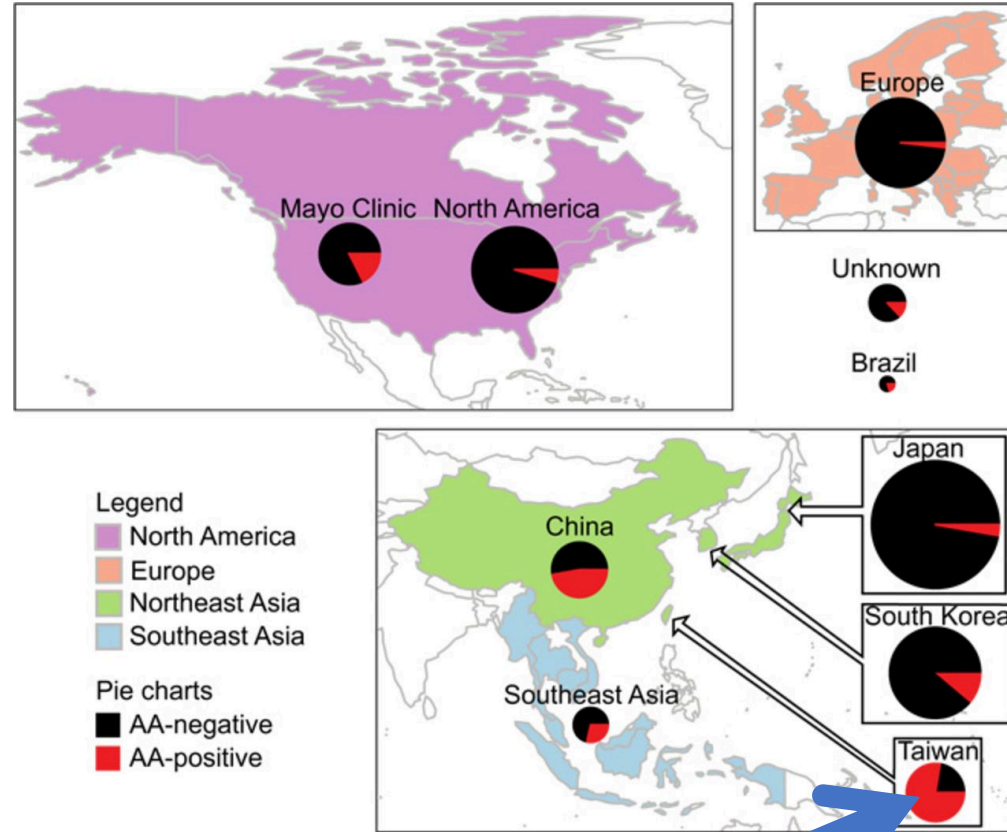 Mayo Clinic North America
Europe
Unknown
Brazil
Legend
North America
Europe
Northeast Asia
Southeast Asia
Pie charts
AA-negative
AA-positive
China
Southeast Asia
Japan
South Korea
Taiwan